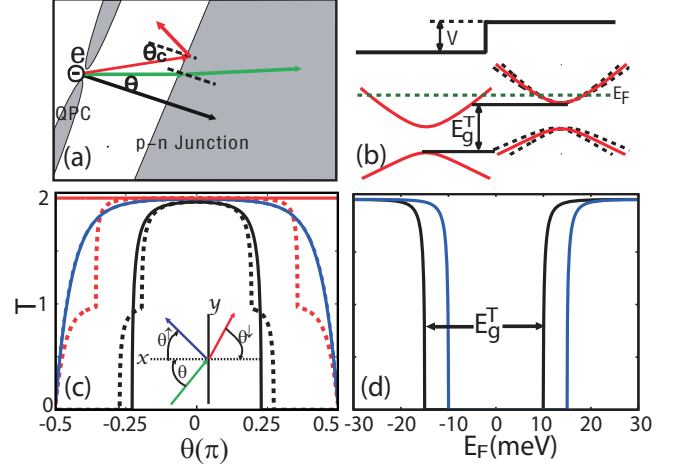 e
-
θc
θ
QPC
(a)
p-n Junction
V
E_F
E_g^T
(b)
2
1
0
T
(c)
y
x
θ↑
θ↓
θ
-0.5 -0.25 0 0.25 0.5
θ(π)
E_g^T
(d)
-30 -20 -10 0 10 20 30
E_F(meV)